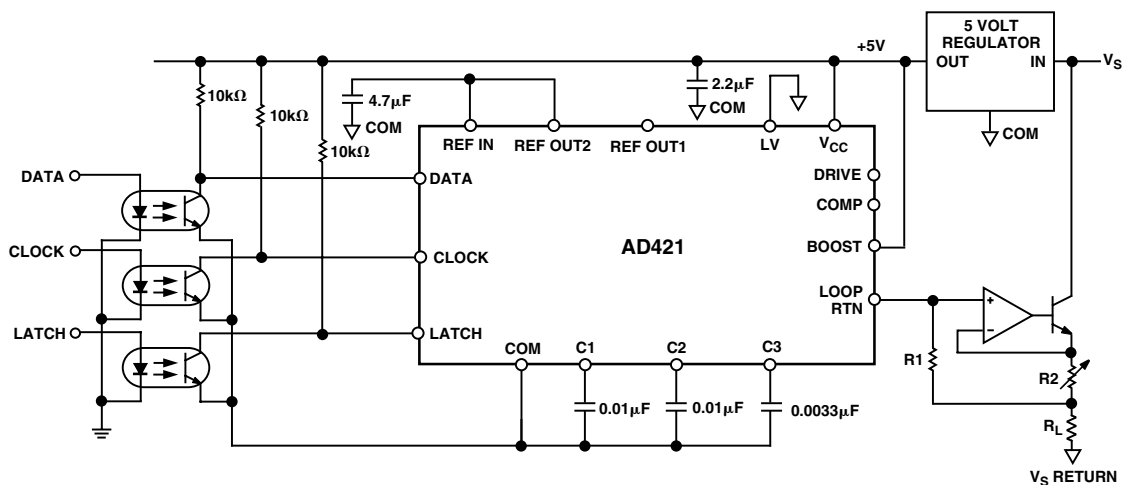 5 VOLT
REGULATOR
OUT IN
+5V
V_S
COM
10kΩ
10kΩ
10kΩ
4.7μF
COM
2.2μF
COM
REF IN
REF OUT2
REF OUT1
LV
V_CC
DATA
CLOCK
LATCH
DATA
CLOCK
LATCH
AD421
DRIVE
COMP
BOOST
LOOP
RTN
COM
C1
C2
C3
0.01μF
0.01μF
0.0033μF
+
−
R1
R2
R_L
V_S RETURN